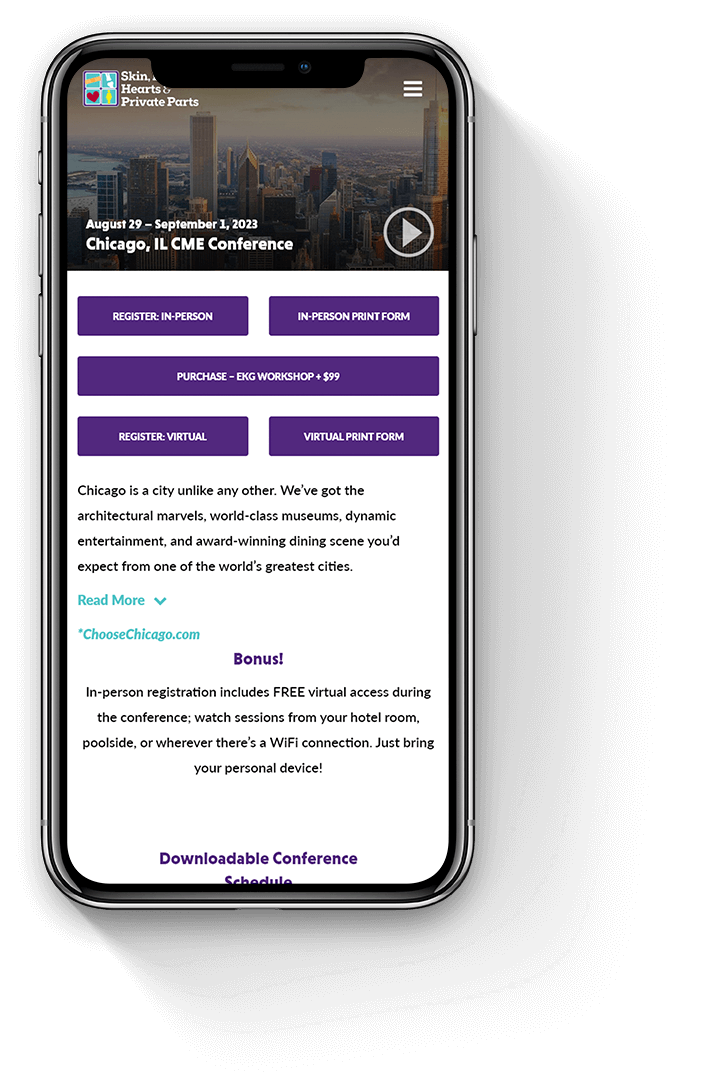 Skin,
Hearts &
Private Parts
August 29 – September 1, 2023
Chicago, IL CME Conference
REGISTER: IN-PERSON
IN-PERSON PRINT FORM
PURCHASE – EKG WORKSHOP + $99
REGISTER: VIRTUAL
VIRTUAL PRINT FORM
Chicago is a city unlike any other. We’ve got the
architectural marvels, world-class museums, dynamic
entertainment, and award-winning dining scene you’d
expect from one of the world’s greatest cities.
Read More
*ChooseChicago.com
Bonus!
In-person registration includes FREE virtual access during
the conference; watch sessions from your hotel room,
poolside, or wherever there’s a WiFi connection. Just bring
your personal device!
Downloadable Conference
Schedule